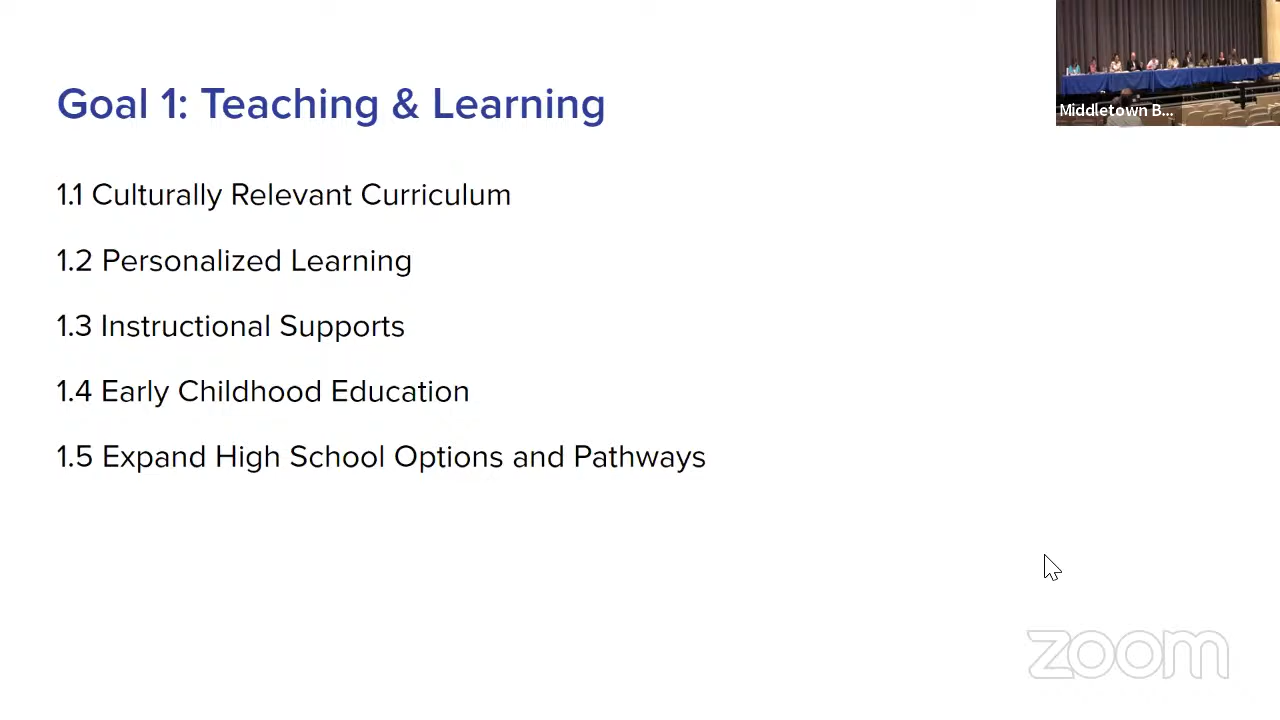 Goal 1: Teaching & Learning
Middletown B...
1.1 Culturally Relevant Curriculum
1.2 Personalized Learning
1.3 Instructional Supports
1.4 Early Childhood Education
1.5 Expand High School Options and Pathways
zoom